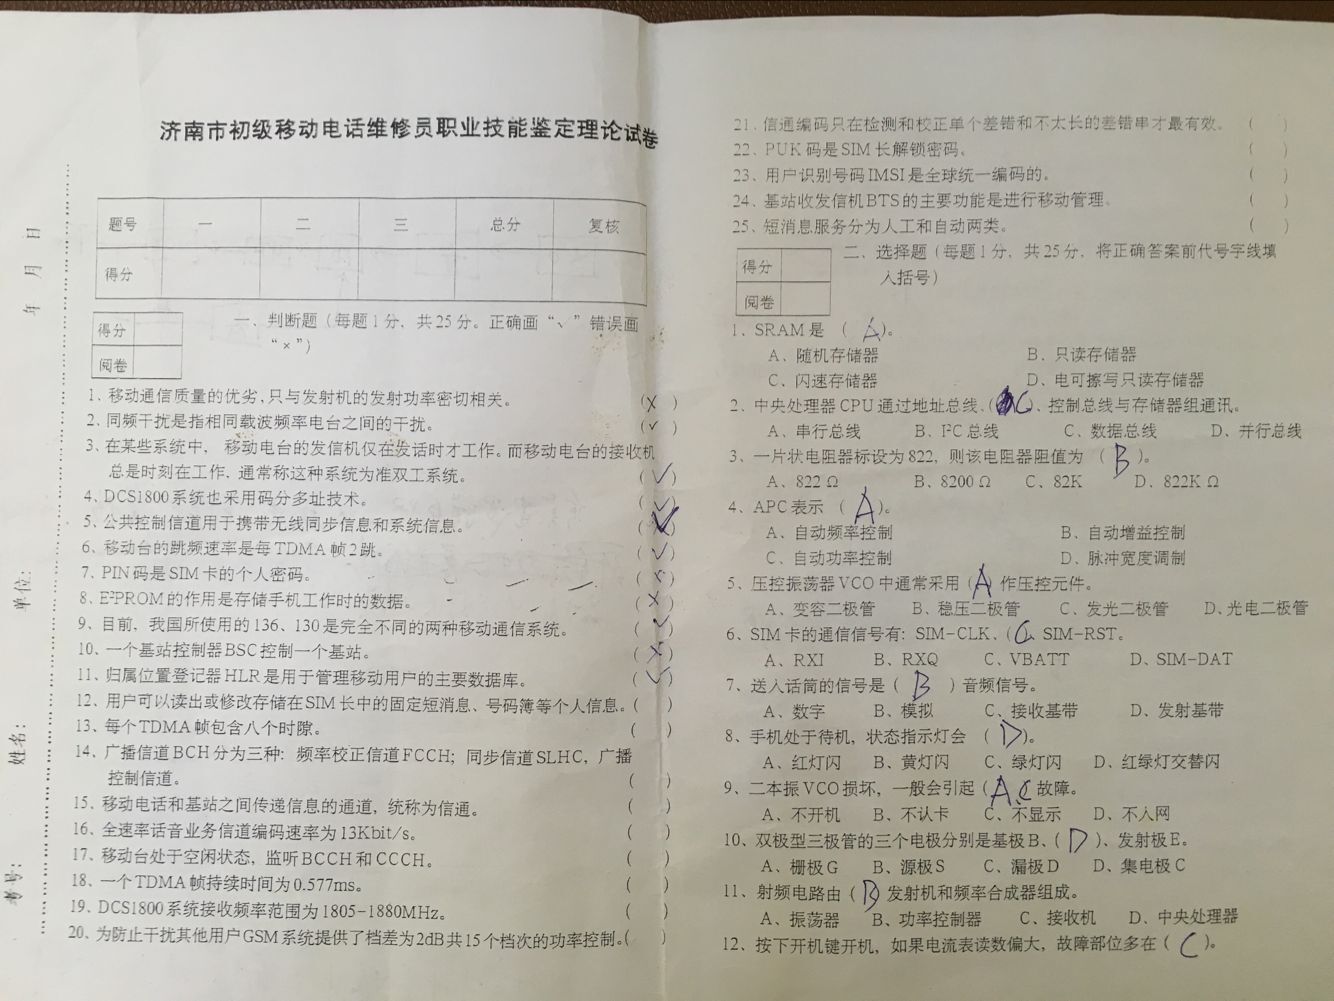 济南市初级移动电话维修员职业技能鉴定理论试卷
题号 一 二 三 总分 复核
得分
年 月 日
单位：
姓名：
考号：
得分
阅卷
一、判断题（每题1分，共25分。正确画“√”错误画
“×”）
1、移动通信质量的优劣，只与发射机的发射功率密切相关。 (×)
2、同频干扰是指相同载波频率电台之间的干扰。 (✓)
3、在某些系统中，移动电台的发信机仅在发话时才工作。而移动电台的接收机
总是时刻在工作，通常称这种系统为准双工系统。 (✓)
4、DCS1800系统也采用码分多址技术。 (✓)
5、公共控制信道用于携带无线同步信息和系统信息。 (✓)
6、移动台的跳频速率是每TDMA帧2跳。 (✓)
7、PIN码是SIM卡的个人密码。 (×)
8、E²PROM的作用是存储手机工作时的数据。 (×)
9、目前，我国所使用的136、130是完全不同的两种移动通信系统。 (✓)
10、一个基站控制器BSC控制一个基站。 (×)
11、归属位置登记器HLR是用于管理移动用户的主要数据库。 (✓)
12、用户可以读出或修改存储在SIM长中的固定短消息、号码簿等个人信息。( )
13、每个TDMA帧包含八个时隙。 ( )
14、广播信道BCH分为三种：频率校正信道FCCH；同步信道SLHC，广播
控制信道。 ( )
15、移动电话和基站之间传递信息的通道，统称为信通。 ( )
16、全速率话音业务信道编码速率为13Kbit/s。 ( )
17、移动台处于空闲状态，监听BCCH和CCCH。 ( )
18、一个TDMA帧持续时间为0.577ms。 ( )
19、DCS1800系统接收频率范围为1805-1880MHz。 ( )
20、为防止干扰其他用户GSM系统提供了档差为2dB共15个档次的功率控制。( )
21、信通编码只在检测和校正单个差错和不太长的差错串才最有效。 ( )
22、PUK码是SIM长解锁密码。 ( )
23、用户识别号码IMSI是全球统一编码的。 ( )
24、基站收发信机BTS的主要功能是进行移动管理。 ( )
25、短消息服务分为人工和自动两类。 ( )
得分
阅卷
二、选择题（每题1分，共25分，将正确答案前代号字线填
入括号）
1、SRAM是（A）。
A、随机存储器 B、只读存储器
C、闪速存储器 D、电可擦写只读存储器
2、中央处理器CPU通过地址总线、(C)、控制总线与存储器组通讯。
A、串行总线 B、I²C总线 C、数据总线 D、并行总线
3、一片状电阻器标设为822，则该电阻器阻值为（B）。
A、822Ω B、8200Ω C、82K D、822KΩ
4、APC表示（A）。
A、自动频率控制 B、自动增益控制
C、自动功率控制 D、脉冲宽度调制
5、压控振荡器VCO中通常采用（A 作压控元件。
A、变容二极管 B、稳压二极管 C、发光二极管 D、光电二极管
6、SIM卡的通信信号有：SIM-CLK、（C、SIM-RST。
A、RXI B、RXQ C、VBATT D、SIM-DAT
7、送入话筒的信号是（B）音频信号。
A、数字 B、模拟 C、接收基带 D、发射基带
8、手机处于待机，状态指示灯会（D）。
A、红灯闪 B、黄灯闪 C、绿灯闪 D、红绿灯交替闪
9、二本振VCO损坏，一般会引起（A、C 故障。
A、不开机 B、不认卡 C、不显示 D、不入网
10、双极型三极管的三个电极分别是基极B、（D）、发射极E。
A、栅极G B、源极S C、漏极D D、集电极C
11、射频电路由（B 发射机和频率合成器组成。
A、振荡器 B、功率控制器 C、接收机 D、中央处理器
12、按下开机键开机，如果电流表读数偏大，故障部位多在（C）。